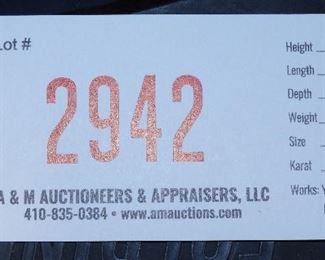 Lot #
2942
A & M AUCTIONEERS & APPRAISERS, LLC
410-835-0384 • www.amauctions.com
Height
Length
Depth
Weight
Size
Karat
Works: